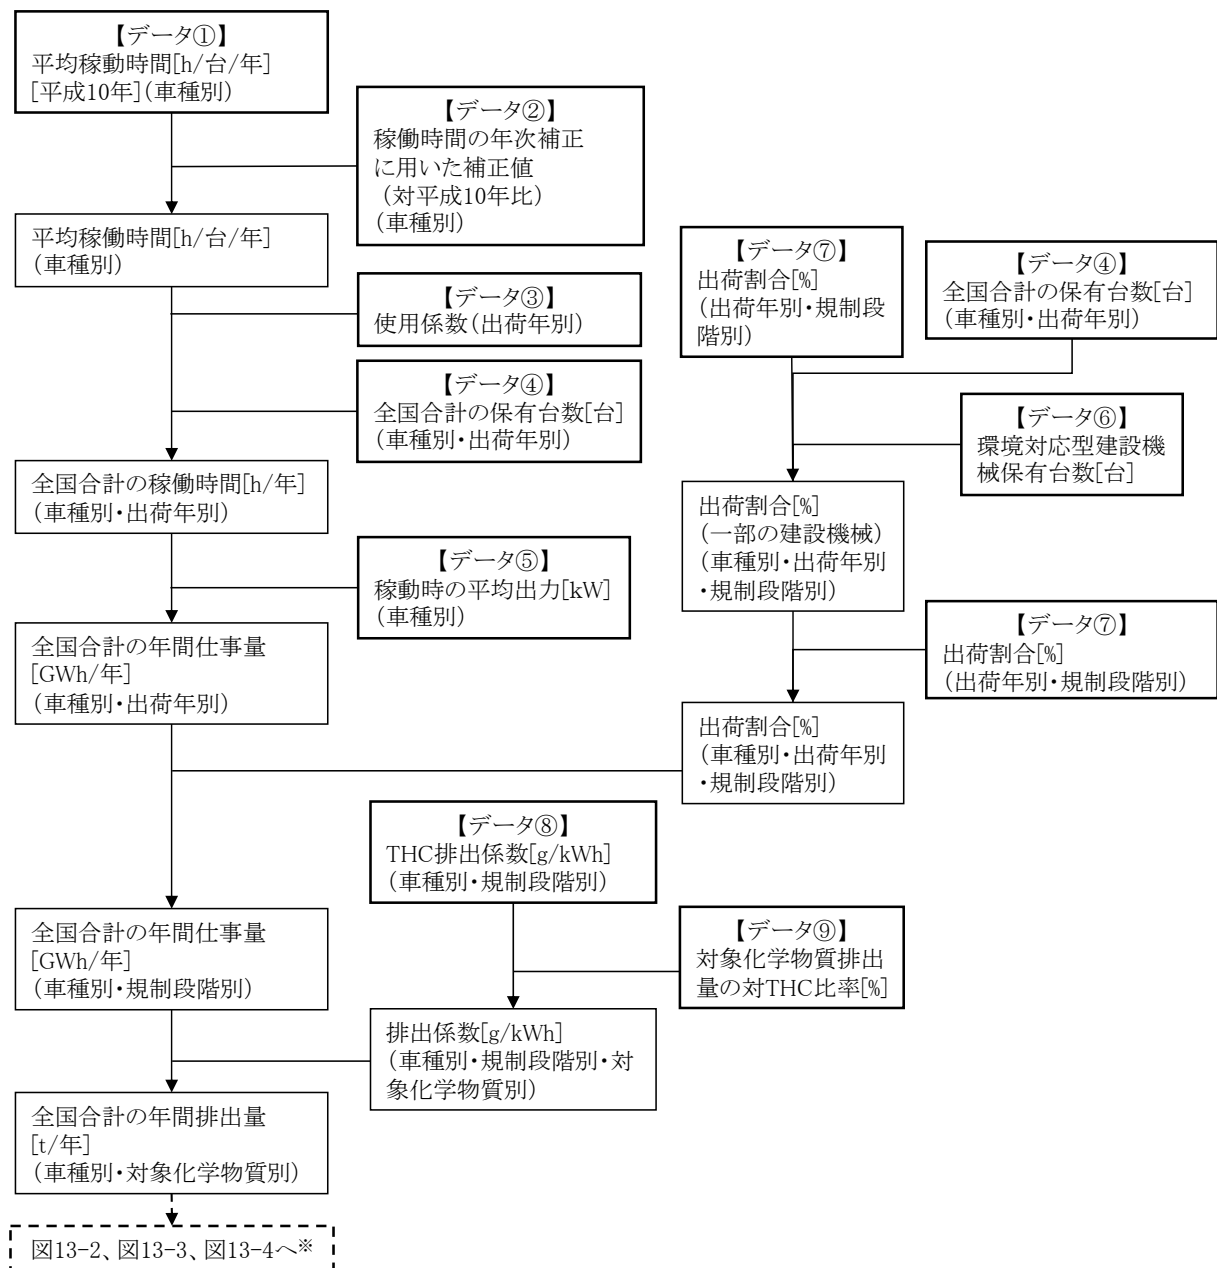 【データ①】
平均稼働時間[h/台/年]
[平成10年](車種別)
【データ②】
稼働時間の年次補正
に用いた補正値
(対平成10年比)
(車種別)
平均稼働時間[h/台/年]
(車種別)
【データ③】
使用係数(出荷年別)
【データ④】
全国合計の保有台数[台]
(車種別・出荷年別)
全国合計の稼働時間[h/年]
(車種別・出荷年別)
【データ⑤】
稼働時の平均出力[kW]
(車種別)
全国合計の年間仕事量
[GWh/年]
(車種別・出荷年別)
【データ⑦】
出荷割合[%]
(出荷年別・規制段
階別)
【データ④】
全国合計の保有台数[台]
(車種別・出荷年別)
【データ⑥】
環境対応型建設機
械保有台数[台]
出荷割合[%]
(一部の建設機械)
(車種別・出荷年別
・規制段階別)
【データ⑦】
出荷割合[%]
(出荷年別・規制段階別)
出荷割合[%]
(車種別・出荷年別
・規制段階別)
【データ⑧】
THC排出係数[g/kWh]
(車種別・規制段階別)
【データ⑨】
対象化学物質排出
量の対THC比率[%]
全国合計の年間仕事量
[GWh/年]
(車種別・規制段階別)
排出係数[g/kWh]
(車種別・規制段階別・対
象化学物質別)
全国合計の年間排出量
[t/年]
(車種別・対象化学物質別)
図13-2、図13-3、図13-4へ※